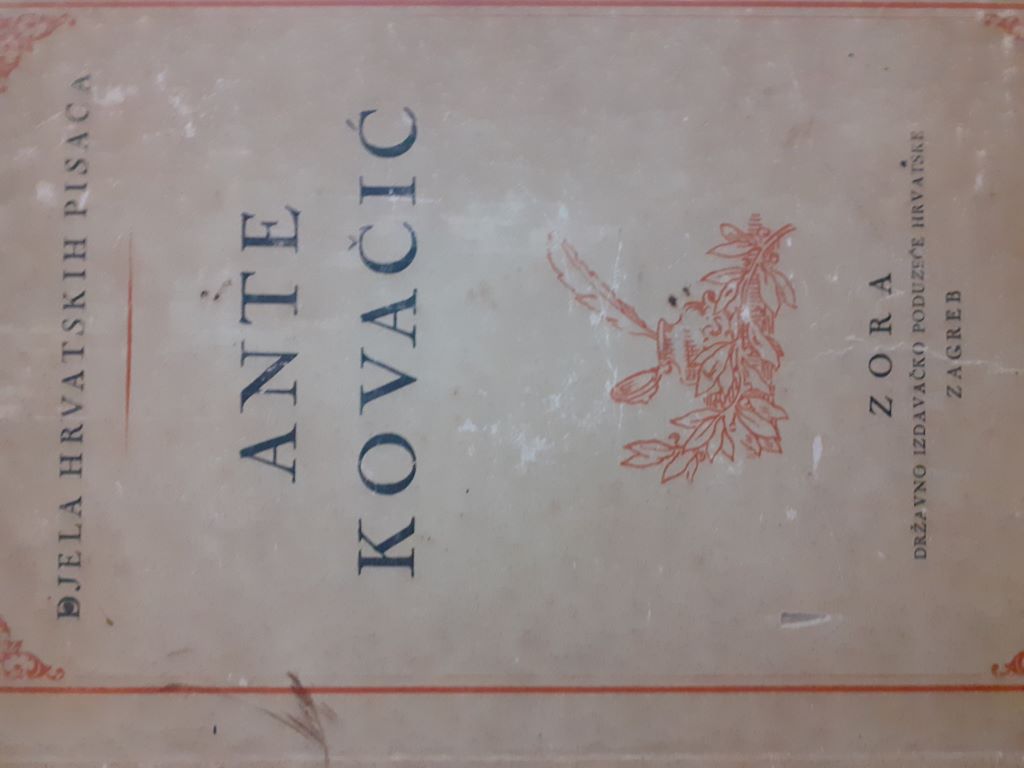 DJELA HRVATSKIH PISACA
ANTE
KOVAČIĆ
ZORA
DRŽAVNO IZDAVAČKO PODUZEĆE HRVATSKE
ZAGREB